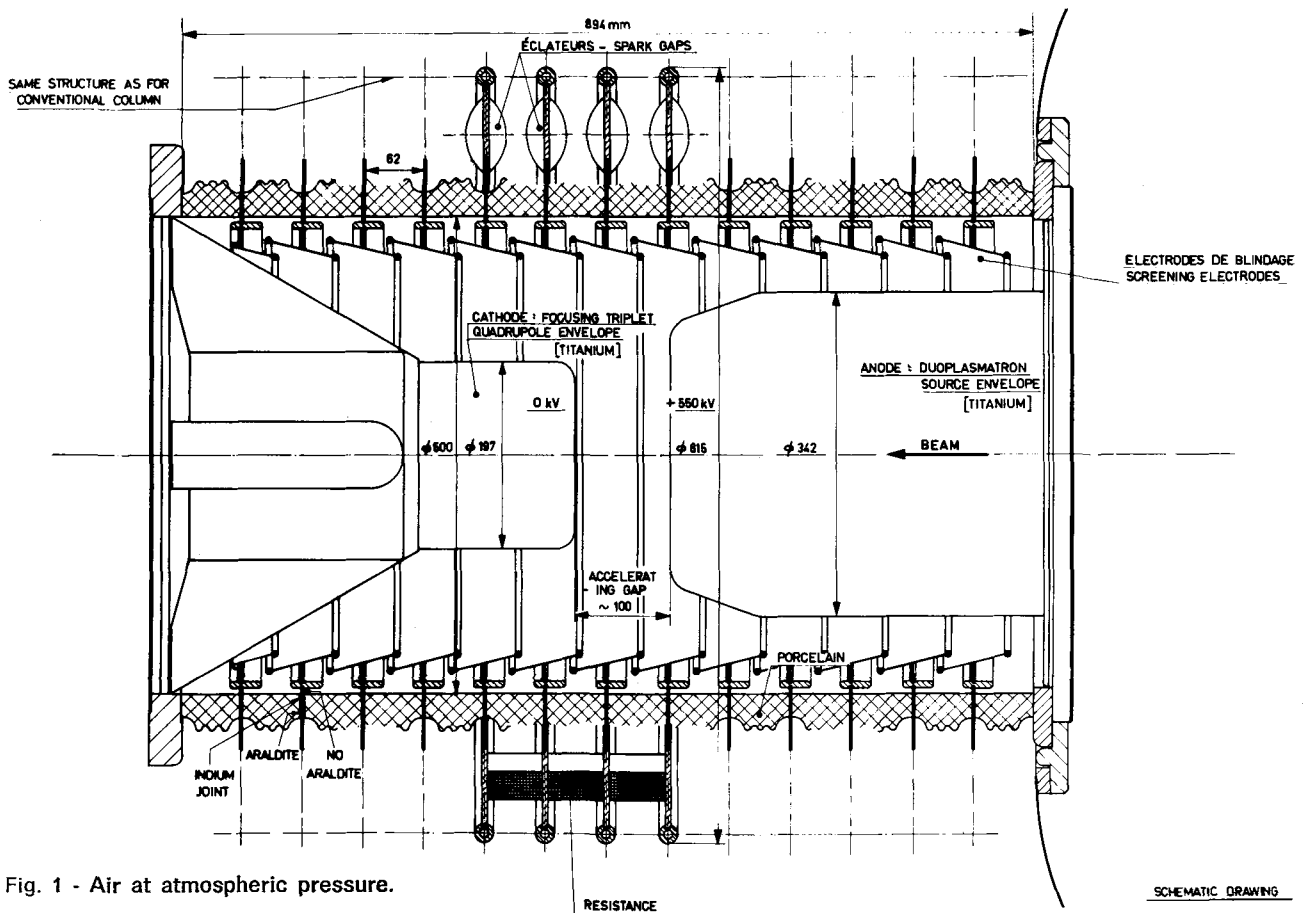 894 mm
ÉCLATEURS - SPARK GAPS
SAME STRUCTURE AS FOR
CONVENTIONAL COLUMN
62
ELECTRODES DE BLINDAGE
SCREENING ELECTRODES
CATHODE : FOCUSING TRIPLET
QUADRUPOLE ENVELOPE
[TITANIUM]
ANODE : DUOPLASMATRON
SOURCE ENVELOPE
[TITANIUM]
0 kV
+ 550 kV
ϕ 500
ϕ 197
ϕ 815
ϕ 342
BEAM
ACCELERAT
- ING GAP
~ 100
PORCELAIN
ARALDITE
NO
ARALDITE
INDIUM
JOINT
Fig. 1 - Air at atmospheric pressure.
RESISTANCE
SCHEMATIC DRAWING